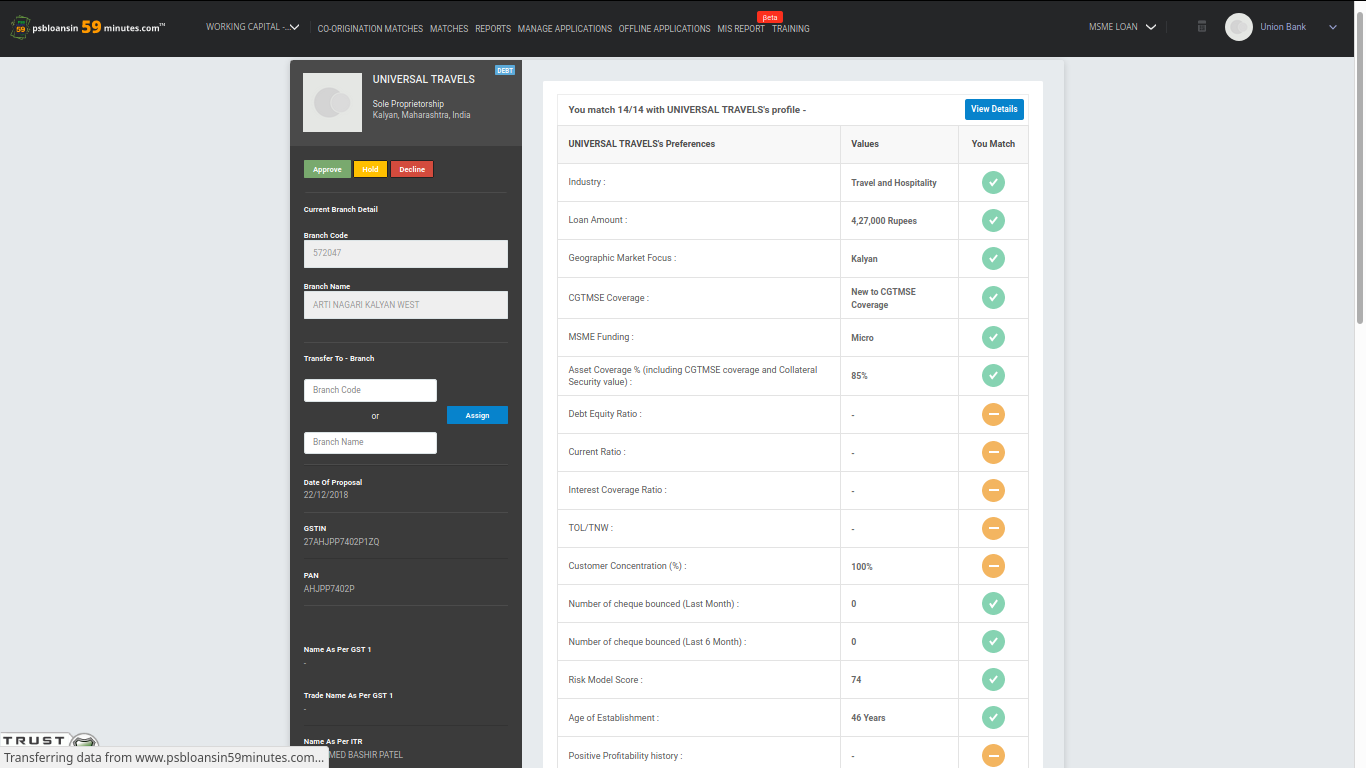 psbloansin 59 minutes.com™
WORKING CAPITAL -...
CO-ORIGINATION MATCHES MATCHES REPORTS MANAGE APPLICATIONS OFFLINE APPLICATIONS MIS REPORT Beta TRAINING
MSME LOAN
Union Bank
UNIVERSAL TRAVELS
DEBT
Sole Proprietorship
Kalyan, Maharashtra, India
Approve Hold Decline
Current Branch Detail
Branch Code
572047
Branch Name
ARTI NAGARI KALYAN WEST
Transfer To - Branch
Branch Code
or
Assign
Branch Name
Date Of Proposal
22/12/2018
GSTIN
27AHJPP7402P1ZQ
PAN
AHJPP7402P
Name As Per GST 1
-
Trade Name As Per GST 1
-
Name As Per ITR
MED BASHIR PATEL
You match 14/14 with UNIVERSAL TRAVELS's profile -
View Details
UNIVERSAL TRAVELS's Preferences Values You Match
Industry : Travel and Hospitality
Loan Amount : 4,27,000 Rupees
Geographic Market Focus : Kalyan
CGTMSE Coverage : New to CGTMSE
Coverage
MSME Funding : Micro
Asset Coverage % (including CGTMSE coverage and Collateral
Security value) : 85%
Debt Equity Ratio : -
Current Ratio : -
Interest Coverage Ratio : -
TOL/TNW : -
Customer Concentration (%) : 100%
Number of cheque bounced (Last Month) : 0
Number of cheque bounced (Last 6 Month) : 0
Risk Model Score : 74
Age of Establishment : 46 Years
Positive Profitability history : -
TRUST
Transferring data from www.psbloansin59minutes.com...